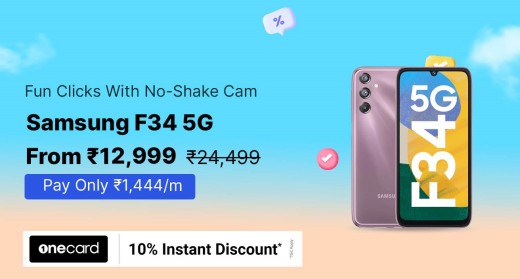 %
Fun Clicks With No-Shake Cam
Samsung F34 5G
From ₹12,999 ₹24,499
Pay Only ₹1,444/m
onecard 10% Instant Discount*
5G
F34
SAMSUNG